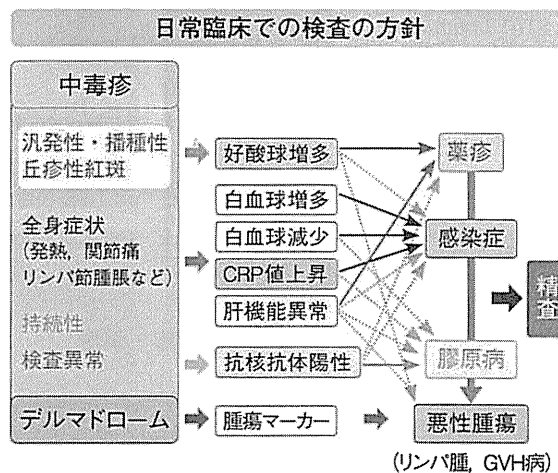 日常臨床での検査の方針
中毒疹
汎発性・播種性
丘疹性紅斑
全身症状
(発熱, 関節痛
リンパ節腫脹など)
持続性
検査異常
デルマドローム
好酸球増多
白血球増多
白血球減少
CRP値上昇
肝機能異常
抗核抗体陽性
腫瘍マーカー
薬疹
感染症
膠原病
悪性腫瘍
(リンパ腫, GVH病)
精査